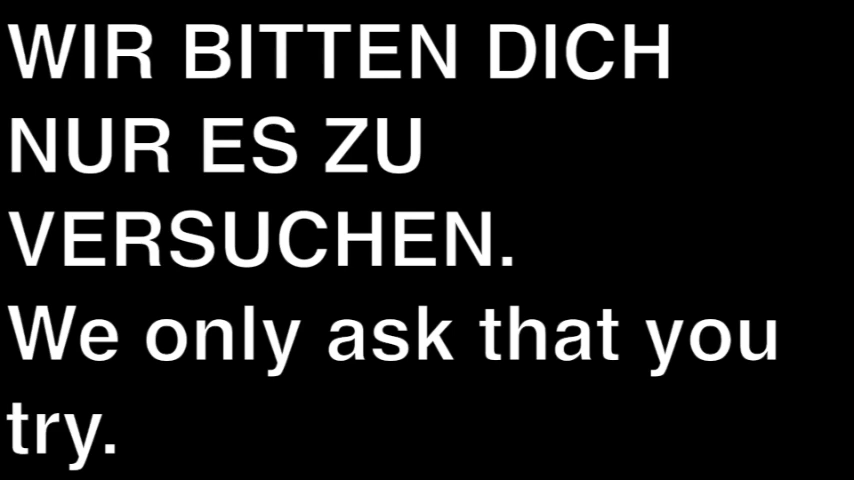 WIR BITTEN DICH
NUR ES ZU
VERSUCHEN.
We only ask that you
try.